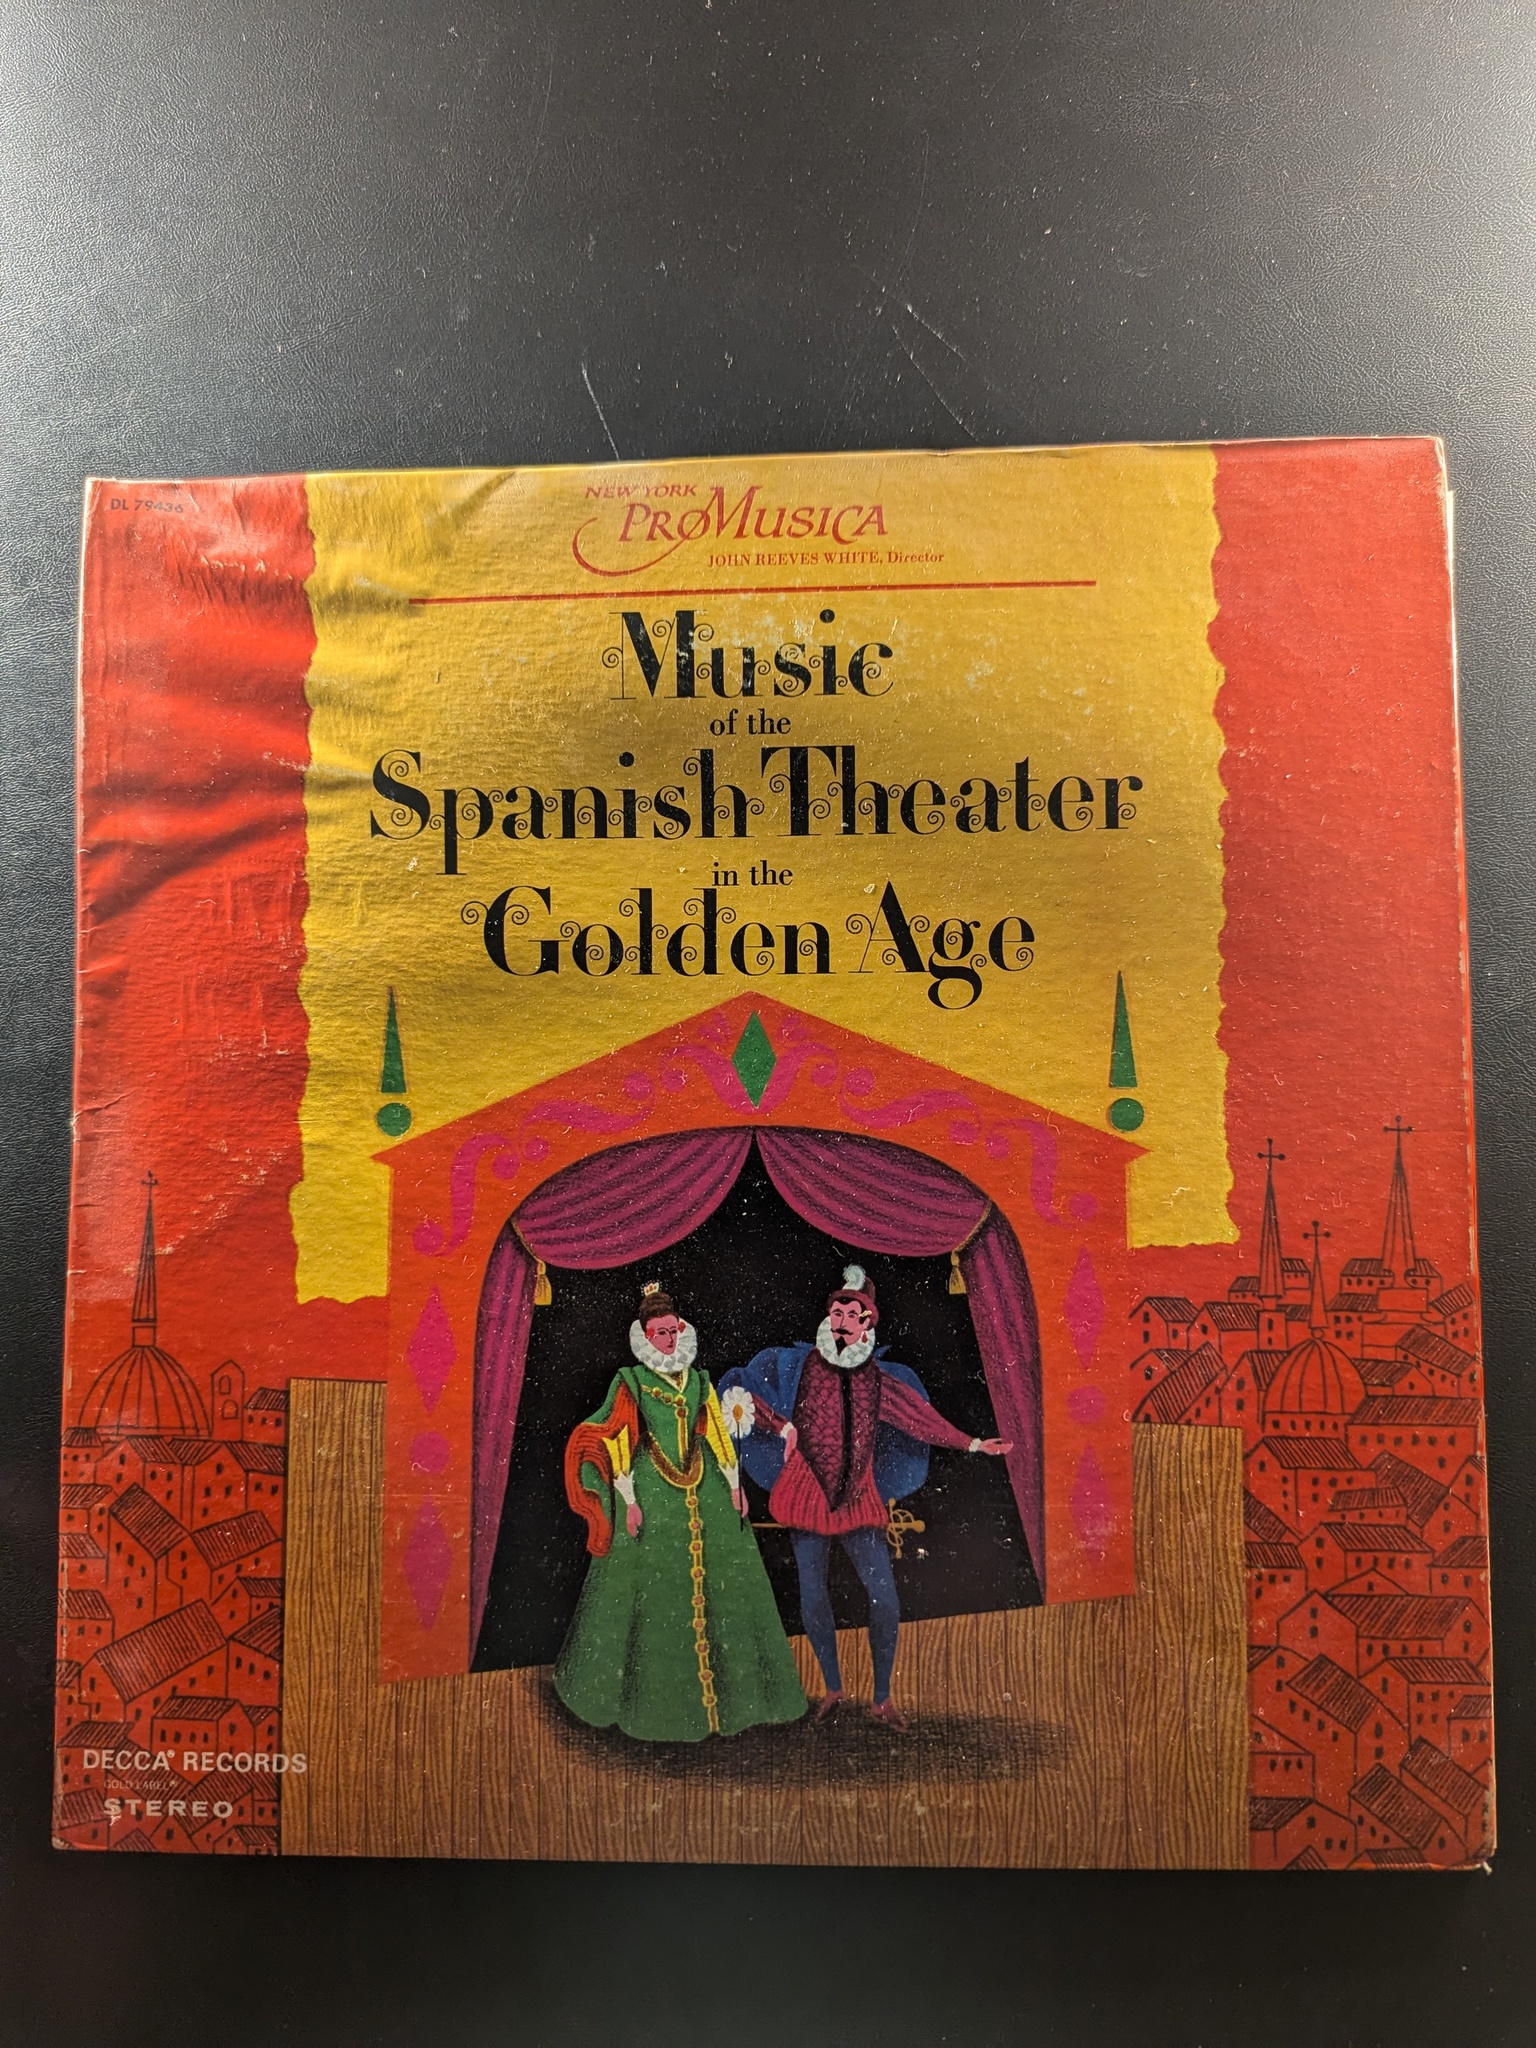 DL 79436
NEW YORK
PRO MUSICA
JOHN REEVES WHITE, Director
Music
of the
Spanish Theater
in the
Golden Age
DECCA® RECORDS
GOLD LABEL®
STEREO